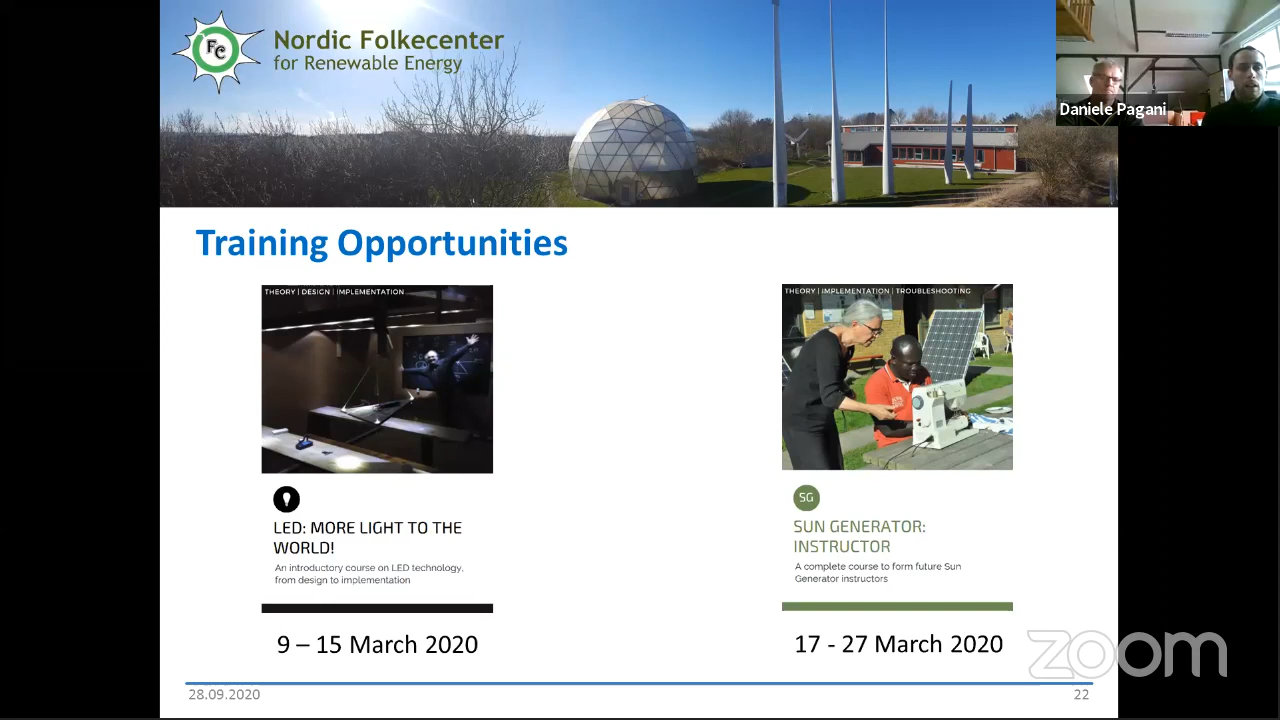 FC
Nordic Folkecenter
for Renewable Energy
Daniele Pagani
Training Opportunities
THEORY | DESIGN | IMPLEMENTATION
LED: MORE LIGHT TO THE
WORLD!
An introductory course on LED technology,
from design to implementation
9 – 15 March 2020
THEORY | IMPLEMENTATION | TROUBLESHOOTING
SG
SUN GENERATOR:
INSTRUCTOR
A complete course to form future Sun
Generator instructors
17 - 27 March 2020
zoom
28.09.2020
22